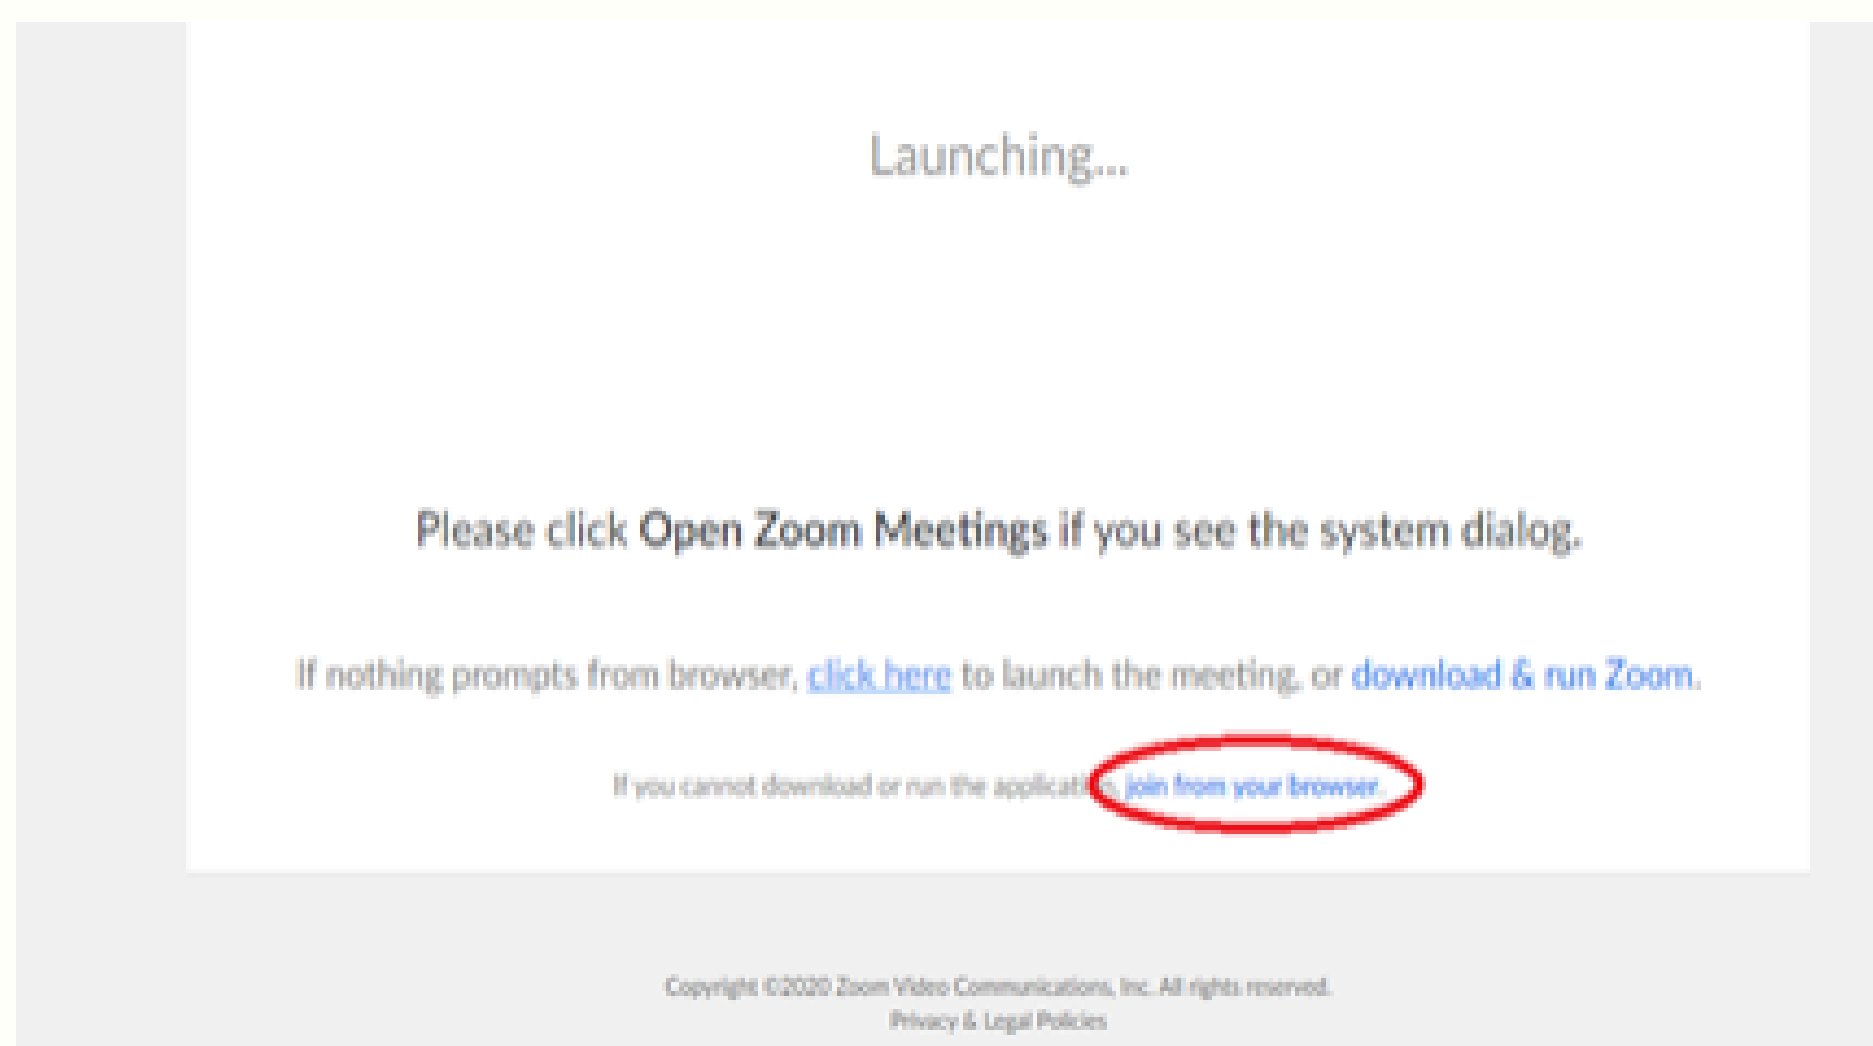 Launching...
Please click Open Zoom Meetings if you see the system dialog.
If nothing prompts from browser, click here to launch the meeting, or download & run Zoom.
If you cannot download or run the applicati , join from your browser.
Copyright ©2020 Zoom Video Communications, Inc. All rights reserved.
Privacy & Legal Policies